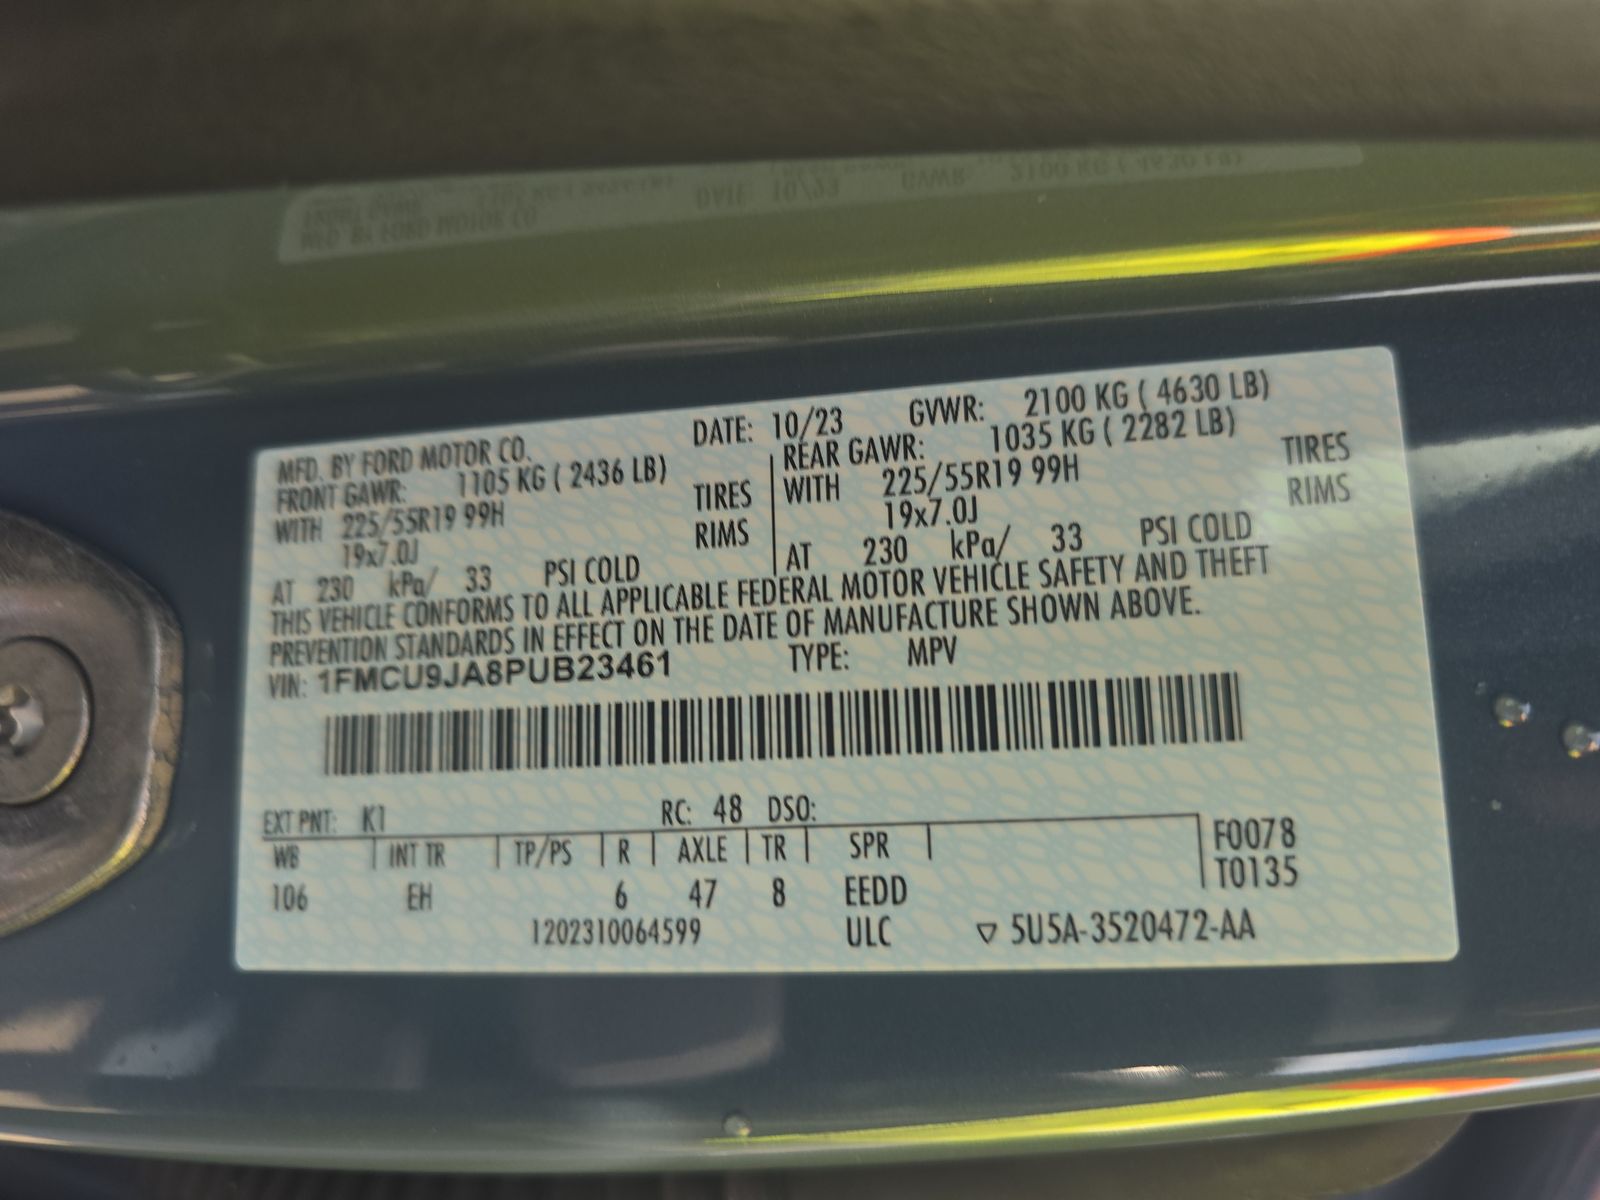 MFD. BY FORD MOTOR CO. DATE: 10/23 GVWR: 2100 KG ( 4630 LB)
FRONT GAWR: 1105 KG ( 2436 LB) REAR GAWR: 1035 KG ( 2282 LB)
WITH 225/55R19 99H TIRES WITH 225/55R19 99H TIRES
19x7.0J RIMS 19x7.0J RIMS
AT 230 kPa/ 33 PSI COLD AT 230 kPa/ 33 PSI COLD
THIS VEHICLE CONFORMS TO ALL APPLICABLE FEDERAL MOTOR VEHICLE SAFETY AND THEFT
PREVENTION STANDARDS IN EFFECT ON THE DATE OF MANUFACTURE SHOWN ABOVE.
VIN: 1FMCU9JA8PUB23461 TYPE: MPV
EXT PNT: K1 RC: 48 DSO:
WB INT TR TP/PS R AXLE TR SPR F0078
106 EH 6 47 8 EEDD T0135
1202310064599 ULC ▽ 5U5A-3520472-AA